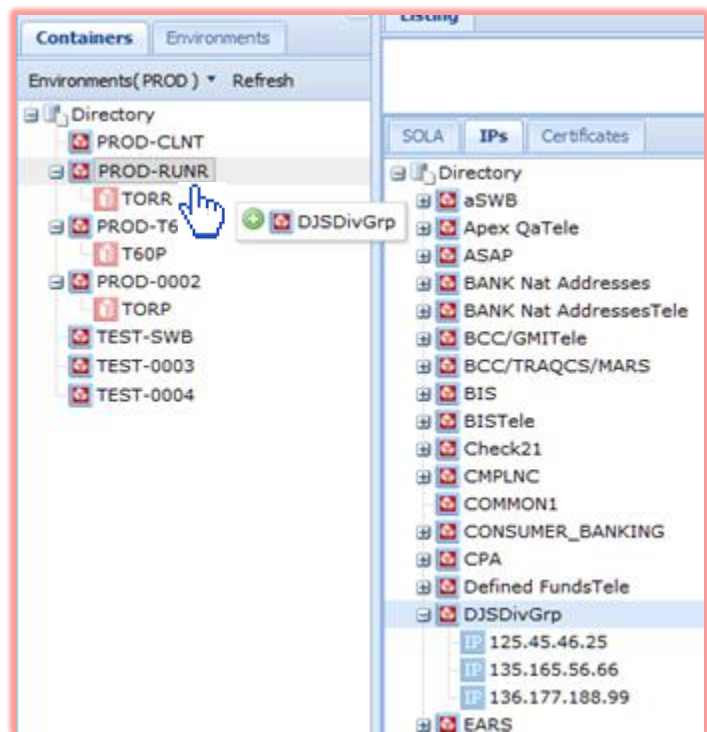 Containers Environments
Environments( PROD ) Refresh
Directory
PROD-CLNT
PROD-RUNR
TORR
PROD-T6
T60P
PROD-0002
TORP
TEST-SWB
TEST-0003
TEST-0004
DJSDivGrp
Listing
SOLA IPs Certificates
Directory
aSWB
Apex QaTele
ASAP
BANK Nat Addresses
BANK Nat AddressesTele
BCC/GMITele
BCC/TRAQCS/MARS
BIS
BISTele
Check21
CMPLNC
COMMON1
CONSUMER_BANKING
CPA
Defined FundsTele
DJSDivGrp
IP 125.45.46.25
IP 135.165.56.66
IP 136.177.188.99
EARS